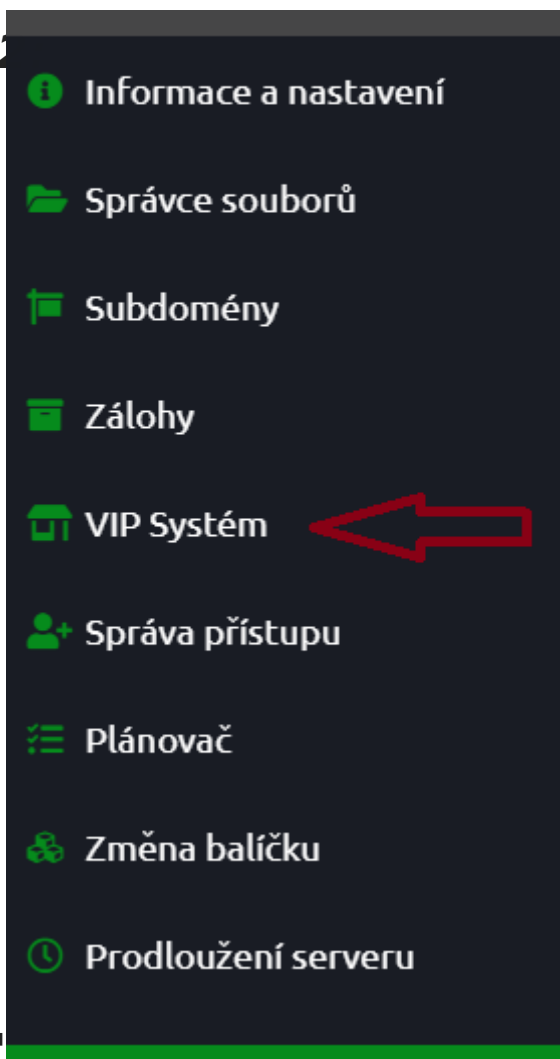 Informace a nastavení
Správce souborů
Subdomény
Zálohy
VIP Systém
Správa přístupu
Plánovač
Změna balíčku
Prodloužení serveru